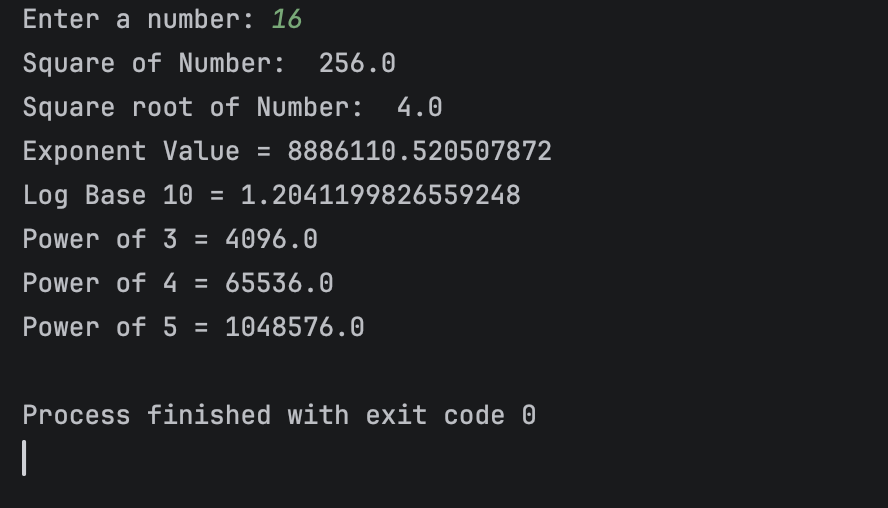 Enter a number: 16
Square of Number:  256.0
Square root of Number:  4.0
Exponent Value = 8886110.520507872
Log Base 10 = 1.2041199826559248
Power of 3 = 4096.0
Power of 4 = 65536.0
Power of 5 = 1048576.0
Process finished with exit code 0